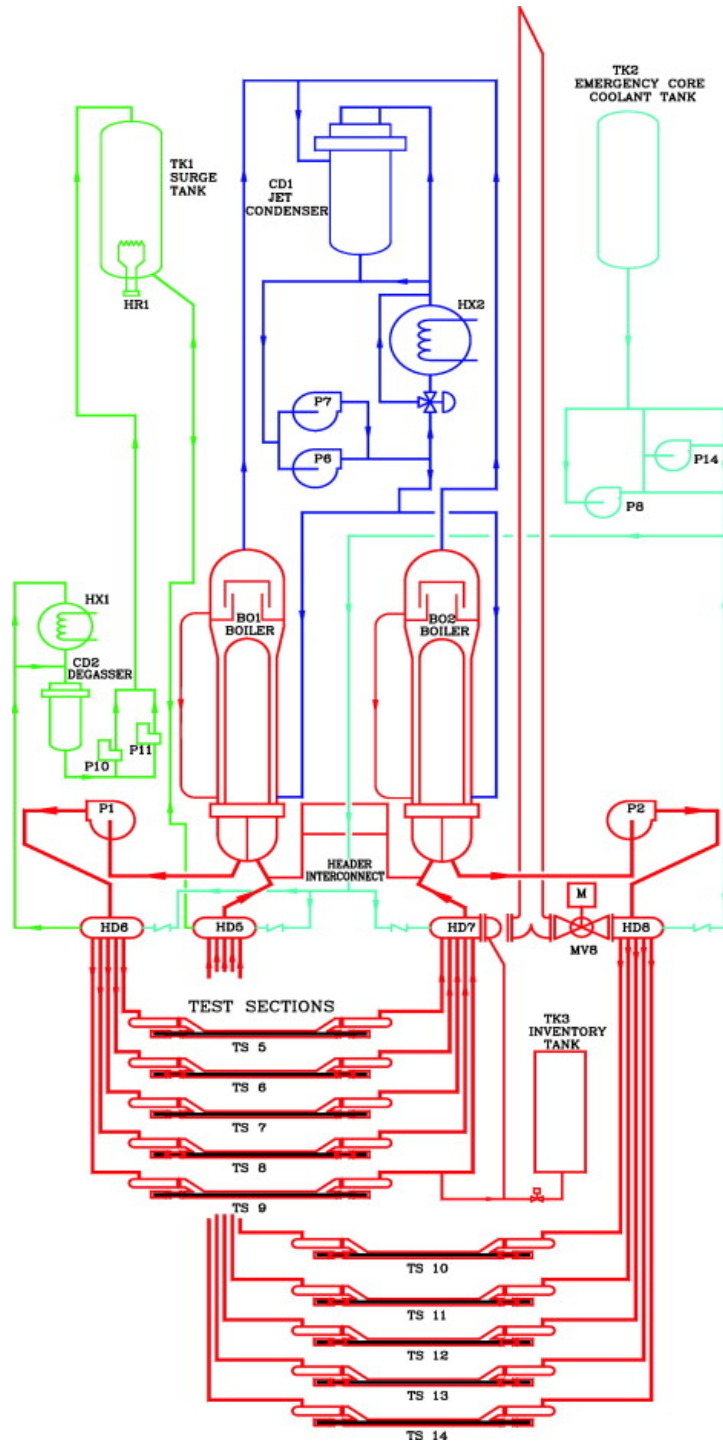 TK2
EMERGENCY CORE
COOLANT TANK
TK1
SURGE
TANK
CD1
JET
CONDENSER
HR1
HX2
P7
P6
P14
P8
HX1
CD2
DEGASSER
BO1
BOILER
BO2
BOILER
P10
P11
P1
P2
HEADER
INTERCONNECT
M
HD6
HD5
HD7
HD8
MV8
TEST SECTIONS
TS 5
TS 6
TS 7
TS 8
TS 9
TK3
INVENTORY
TANK
TS 10
TS 11
TS 12
TS 13
TS 14